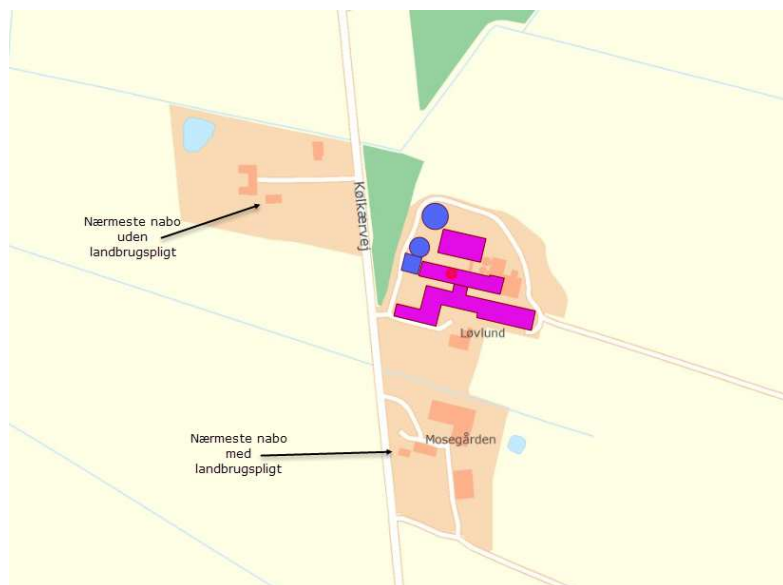 Nærmeste nabo
uden
landbrugspligt
Kølkærvej
Løvlund
Mosegården
Nærmeste nabo
med
landbrugspligt